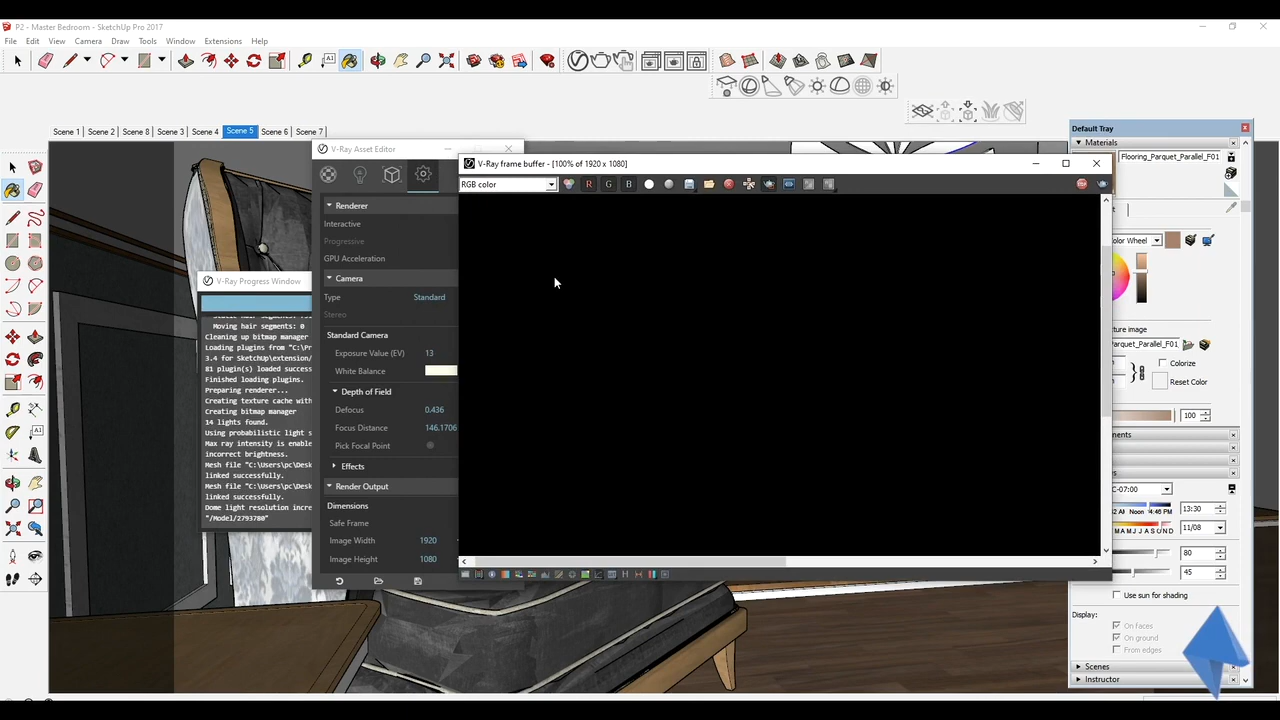 P2 - Master Bedroom - SketchUp Pro 2017
File Edit View Camera Draw Tools Window Extensions Help
Scene 1 Scene 2 Scene 8 Scene 3 Scene 4 Scene 5 Scene 6 Scene 7
Default Tray
Materials
Flooring_Parquet_Parallel_F01
Color Wheel
Texture image
Parquet_Parallel_F01
Colorize
Reset Color
100
C-07:00
Noon 4:46 PM
13:30
M A M J J A S O N D
11/08
80
45
Use sun for shading
Display:
On faces
On ground
From edges
Scenes
Instructor
V-Ray Asset Editor
Renderer
Interactive
Progressive
GPU Acceleration
Camera
Type Standard
Stereo
Standard Camera
Exposure Value (EV) 13
White Balance
Depth of Field
Defocus 0.436
Focus Distance 146.1706
Pick Focal Point
Effects
Render Output
Dimensions
Safe Frame
Image Width 1920
Image Height 1080
V-Ray frame buffer - [100% of 1920 x 1080]
RGB color
R G B
V-Ray Progress Window
Moving hair segments: 0
Cleaning up bitmap manager
Loading plugins from "C:\Pr
3.4 for SketchUp/extension/
81 plugin(s) loaded success
Finished loading plugins.
Preparing renderer...
Creating texture cache with
Creating bitmap manager
14 lights found.
Using probabilistic light s
Max ray intensity is enable
incorrect brightness.
Mesh file "C:\Users\pc\Desk
linked successfully.
Mesh file "C:\Users\pc\Desk
linked successfully.
Dome light resolution incre
"/Model/2793780"